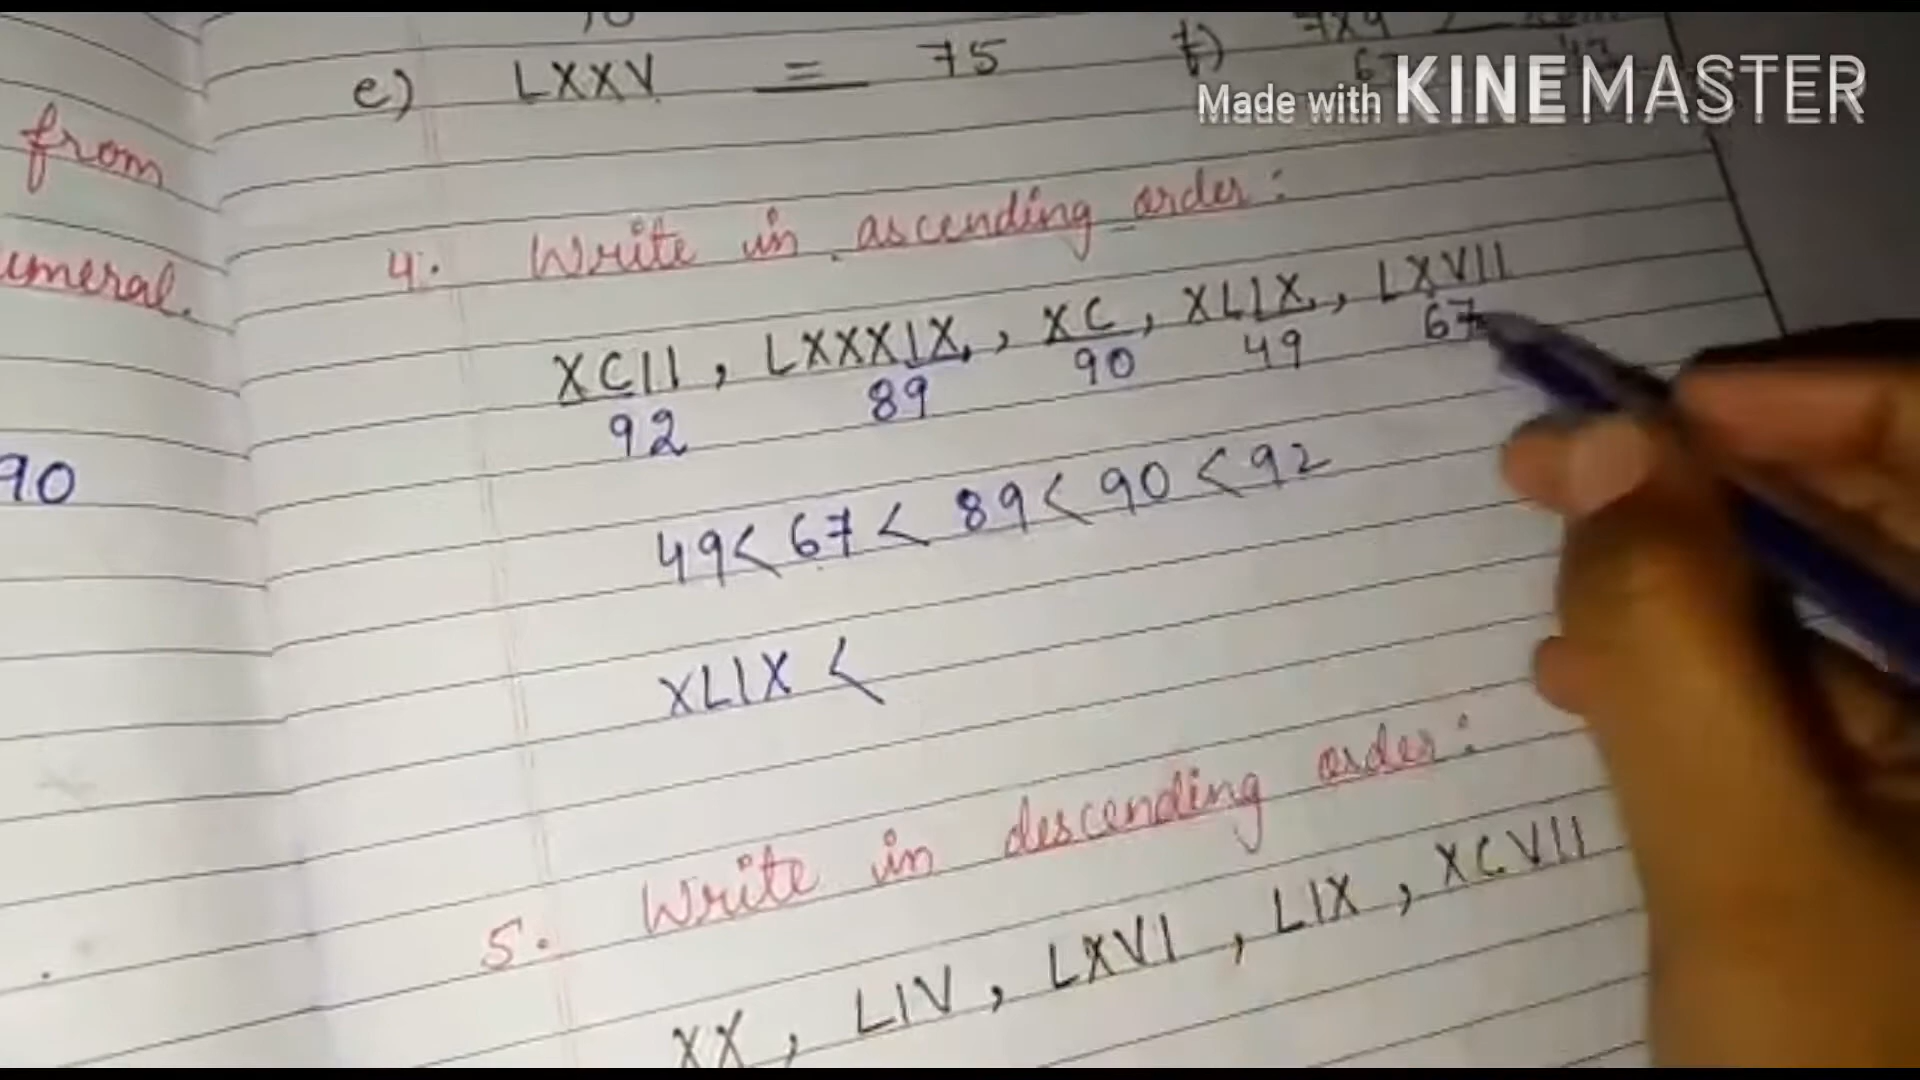 e) LXXV = 75 f)
Made with KINEMASTER
from
umeral.
90
4. Write in ascending order:
XCII, LXXXIX, XC, XLIX, LXVII
92 89 90 49 67
49 < 67 < 89 < 90 < 92
XLIX <
5. Write in descending order:
XX, LIV, LXVI, LIX, XCVII